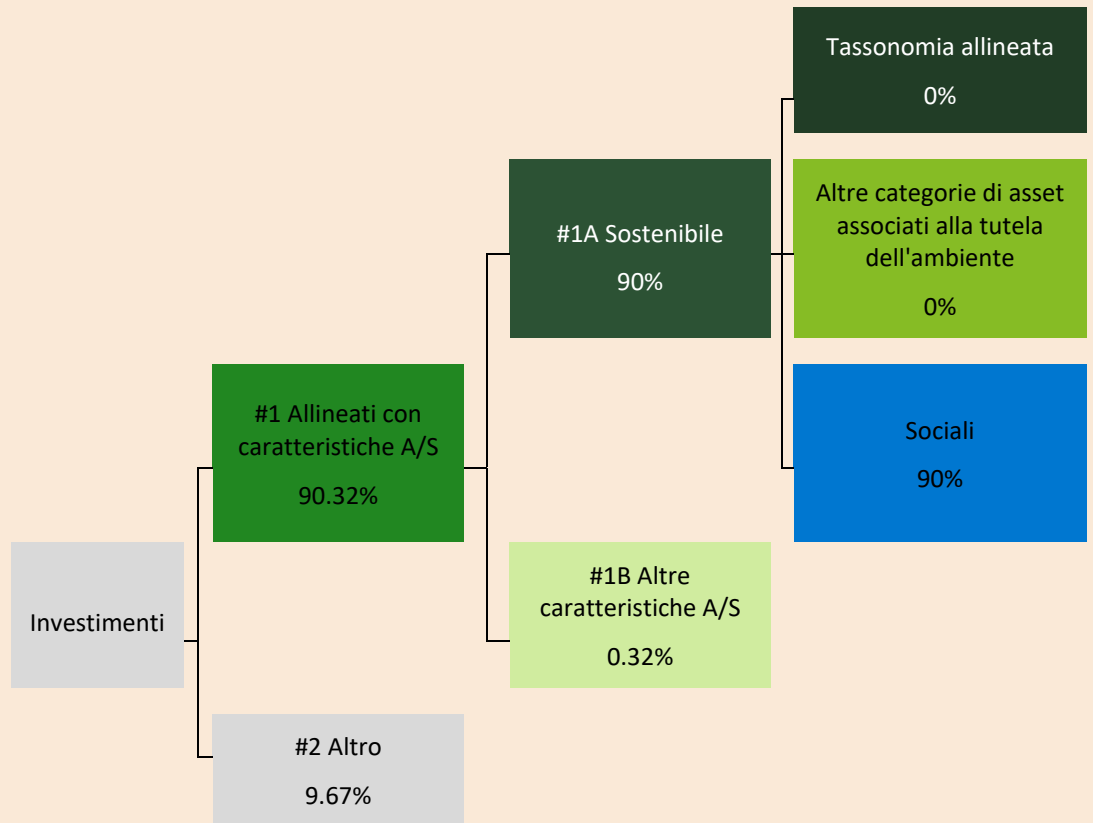 Tassonomia allineata
0%
Altre categorie di asset
associati alla tutela
dell'ambiente
0%
#1A Sostenibile
90%
Sociali
90%
#1 Allineati con
caratteristiche A/S
90.32%
#1B Altre
caratteristiche A/S
0.32%
Investimenti
#2 Altro
9.67%